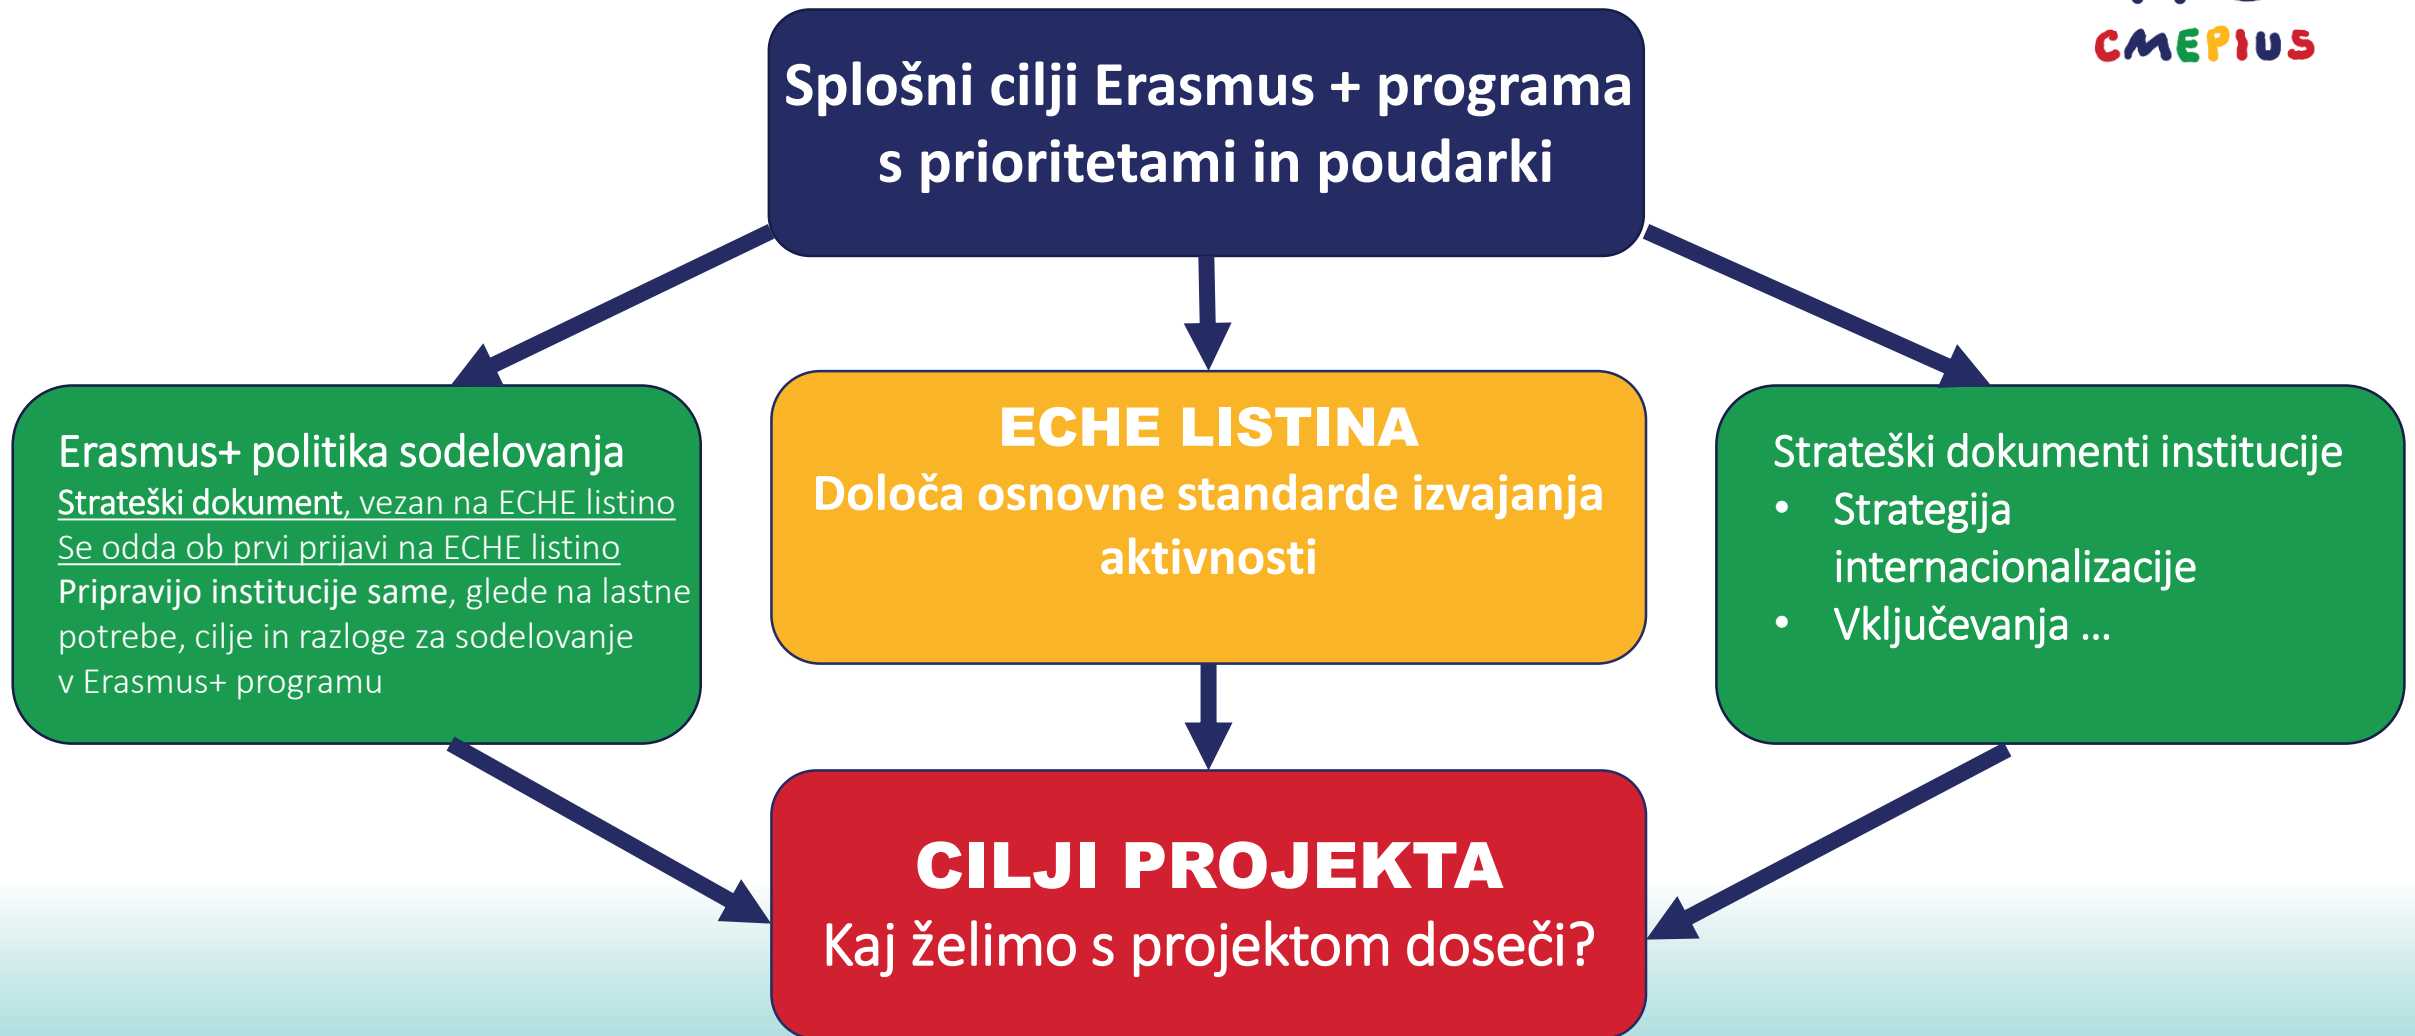 CMEPIUS
Splošni cilji Erasmus + programa
s prioritetami in poudarki
Erasmus+ politika sodelovanja
Strateški dokument, vezan na ECHE listino
Se odda ob prvi prijavi na ECHE listino
Pripravijo institucije same, glede na lastne
potrebe, cilje in razloge za sodelovanje
v Erasmus+ programu
ECHE LISTINA
Določa osnovne standarde izvajanja
aktivnosti
Strateški dokumenti institucije
• Strategija
internacionalizacije
• Vključevanja ...
CILJI PROJEKTA
Kaj želimo s projektom doseči?